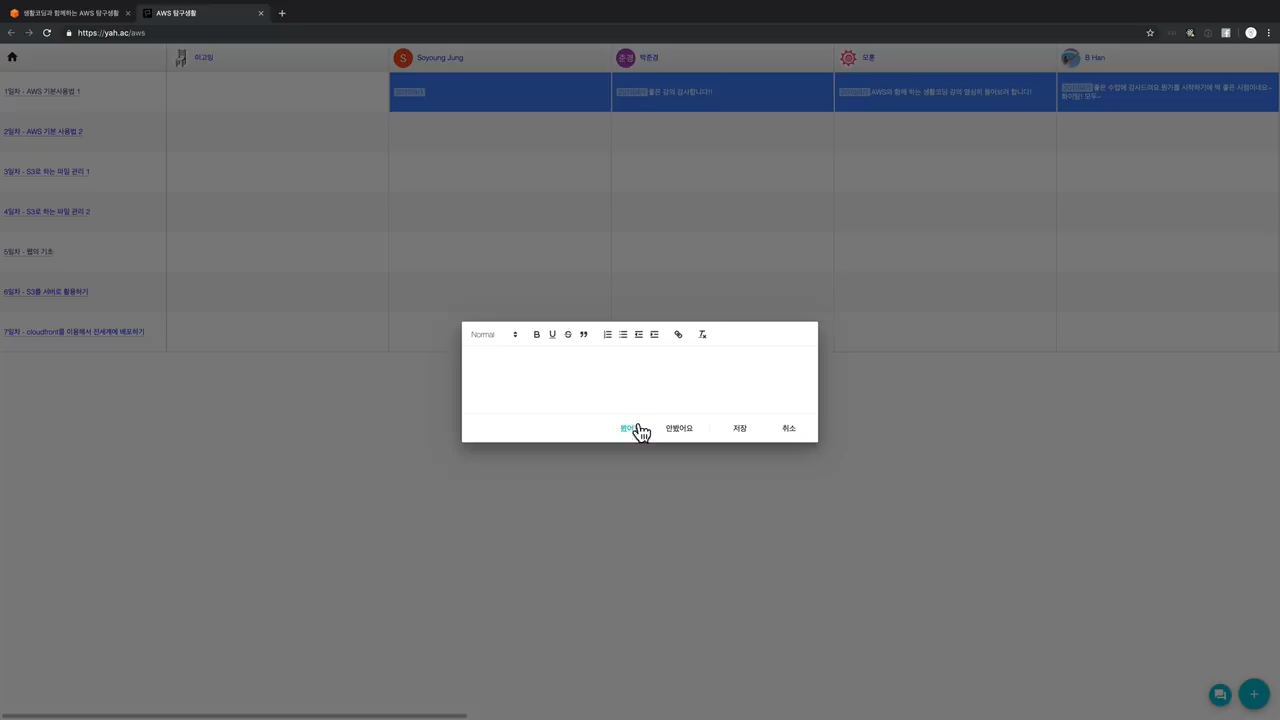 생활코딩과 함께하는 AWS 탐구생활
AWS 탐구생활
https://yah.ac/aws
이고잉
S Soyoung Jung
준경 박준경
모훈
B Han
1일차 - AWS 기본사용법 1
좋은 강의 감사합니다!!
AWS와 함께 하는 생활코딩 강의 열심히 들어보려 합니다!
좋은 수업에 감사드려요 뭔가를 시작하기에 딱 좋은 시점이네요~
화이팅! 모두~
2일차 - AWS 기본 사용법 2
3일차 - S3로 하는 파일 관리 1
4일차 - S3로 하는 파일 관리 2
5일차 - 웹의 기초
6일차 - S3를 서버로 활용하기
7일차 - cloudfront를 이용해서 전세계에 배포하기
Normal
안봤어요
저장
취소